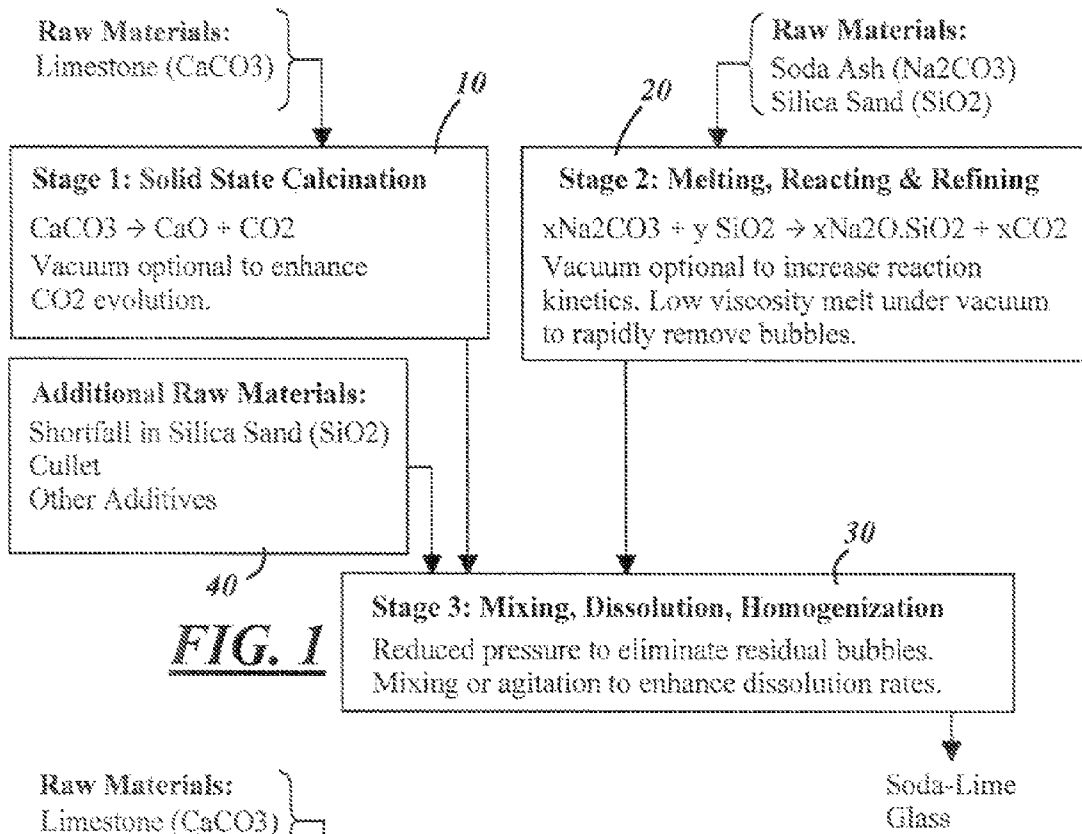 Raw Materials:
Limestone (CaCO3)
Raw Materials:
Soda Ash (Na2CO3)
Silica Sand (SiO2)
10
20
Stage 1: Solid State Calcination
CaCO3 → CaO + CO2
Vacuum optional to enhance
CO2 evolution.
Stage 2: Melting, Reacting & Refining
xNa2CO3 + y SiO2 → xNa2O.SiO2 + xCO2
Vacuum optional to increase reaction
kinetics. Low viscosity melt under vacuum
to rapidly remove bubbles.
Additional Raw Materials:
Shortfall in Silica Sand (SiO2)
Cullet
Other Additives
40
30
Stage 3: Mixing, Dissolution, Homogenization
Reduced pressure to eliminate residual bubbles.
Mixing or agitation to enhance dissolution rates.
FIG. 1
Soda-Lime
Glass
Raw Materials:
Limestone (CaCO3)